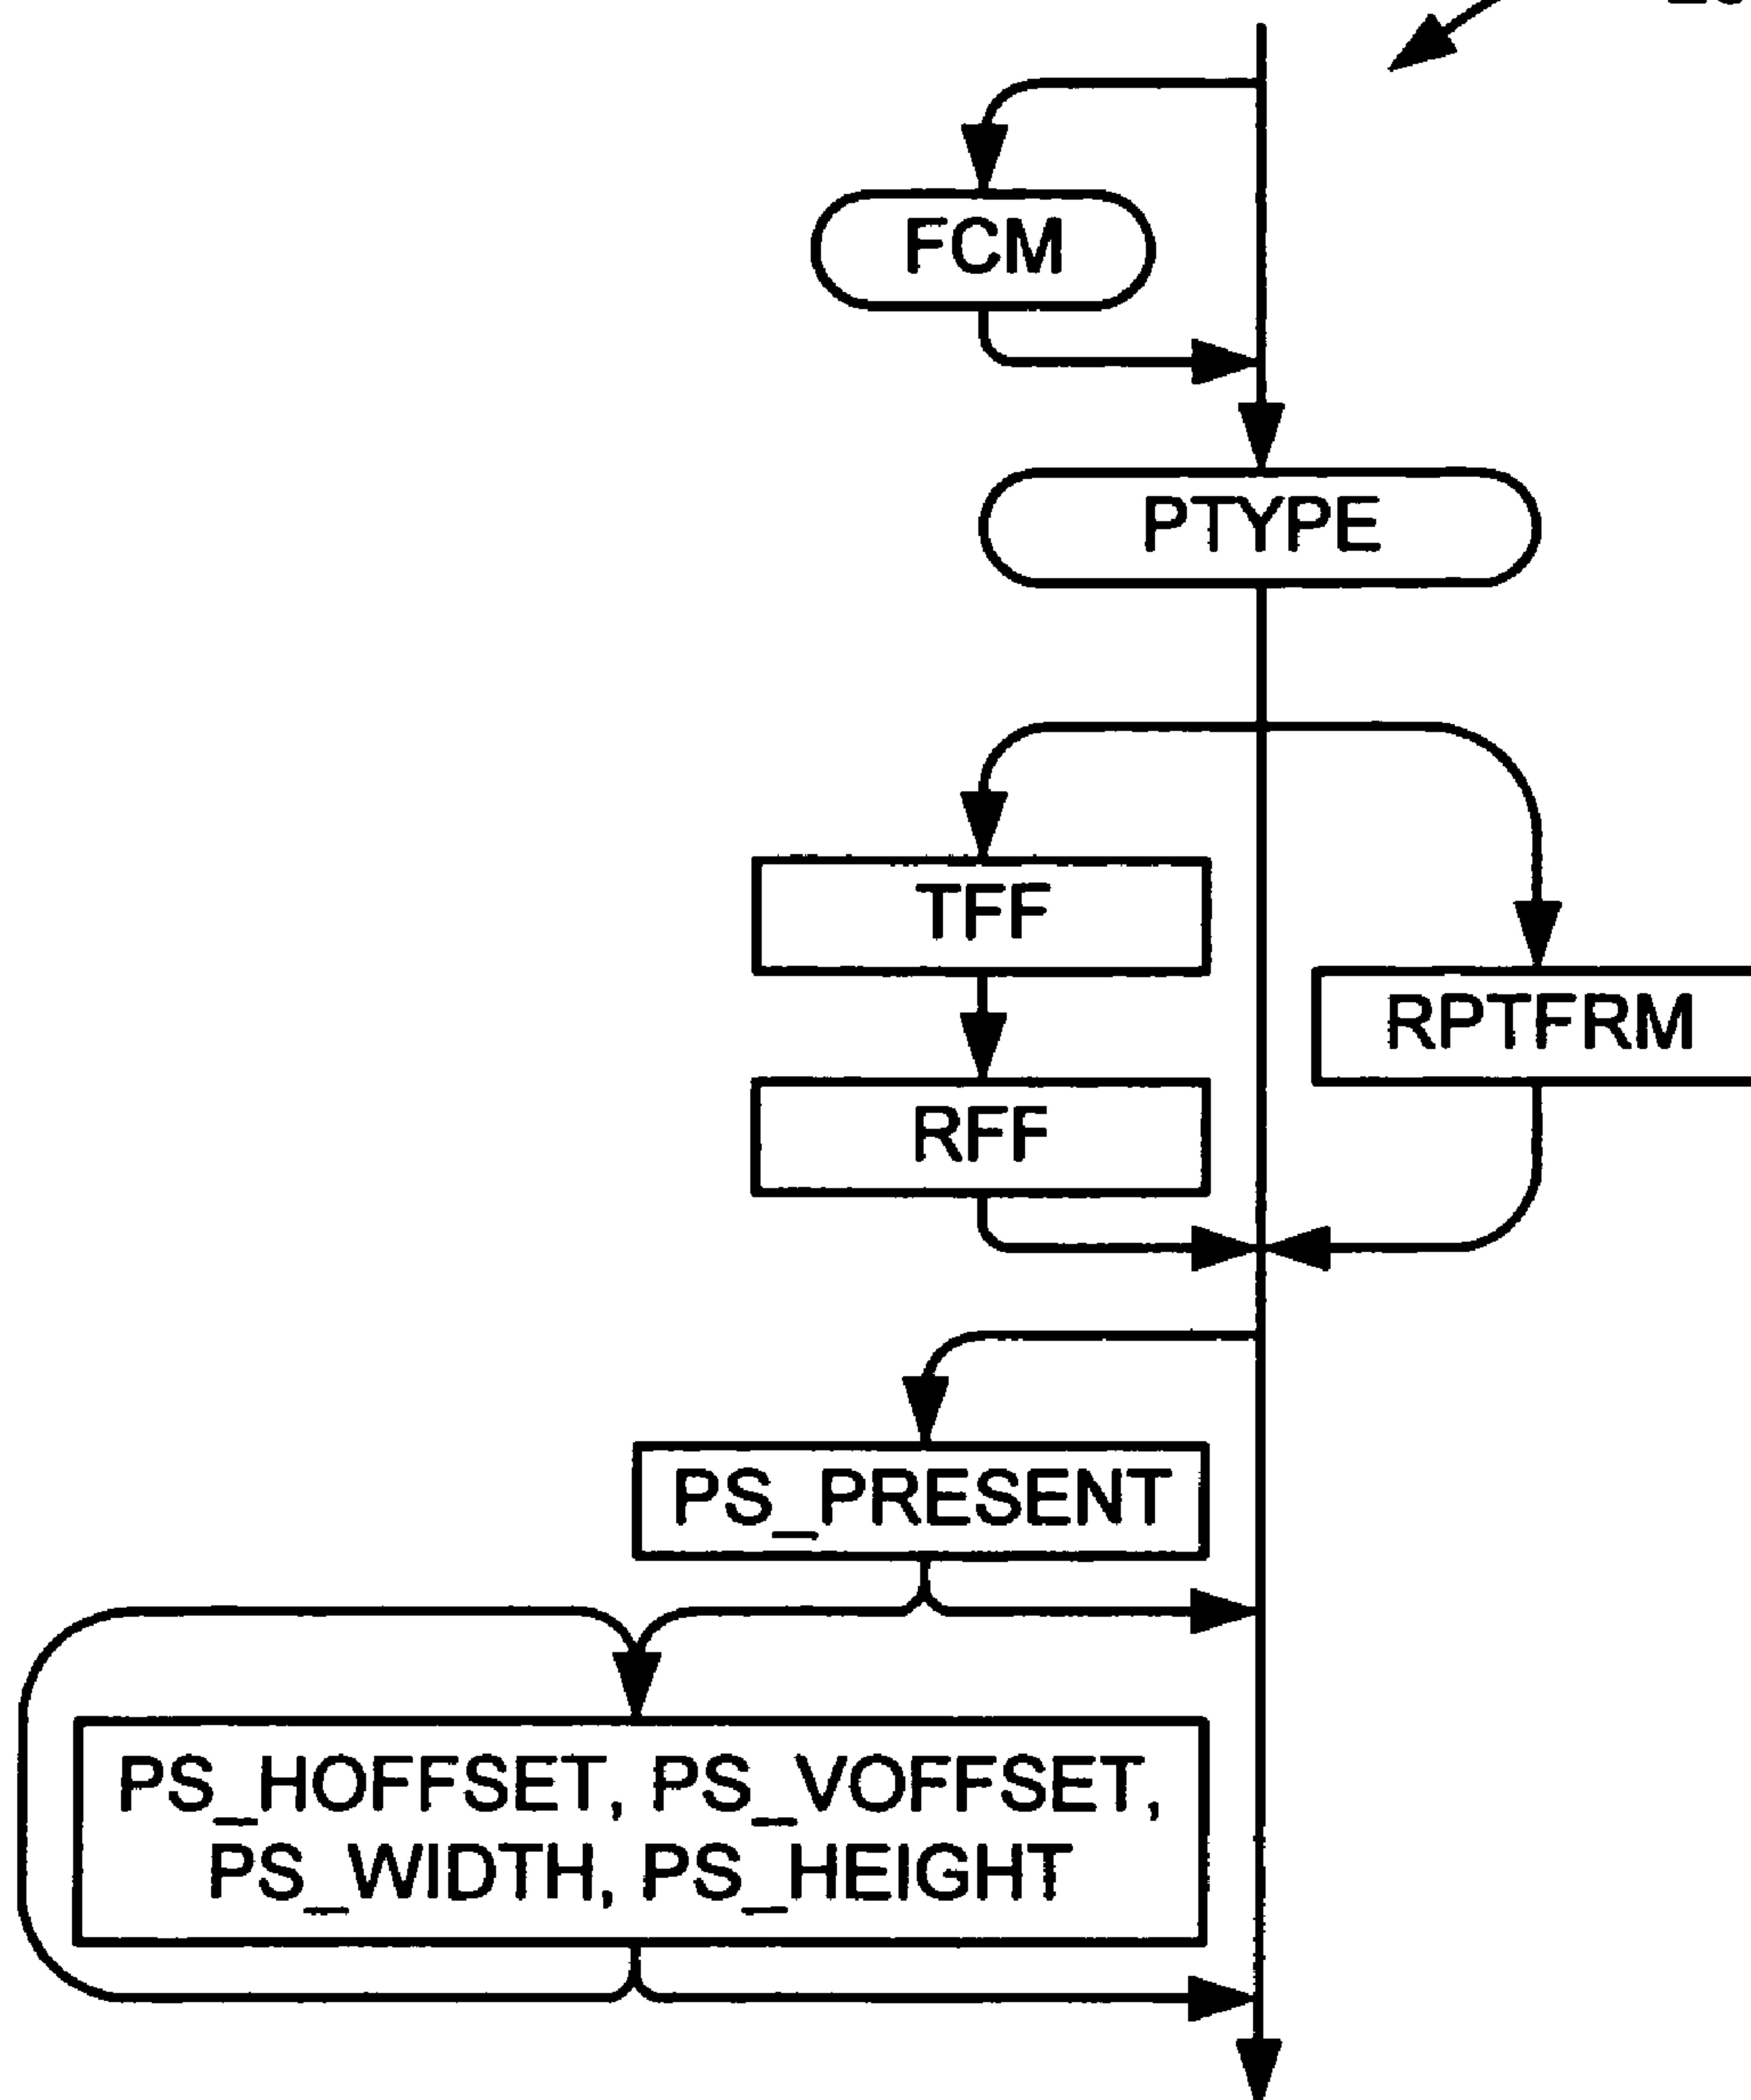 FCM
PTYPE
TFF
RPTFRM
RFF
PS_PRESENT
PS_HOFFSET, PS_VOFFSET,
PS_WIDTH, PS_HEIGHT